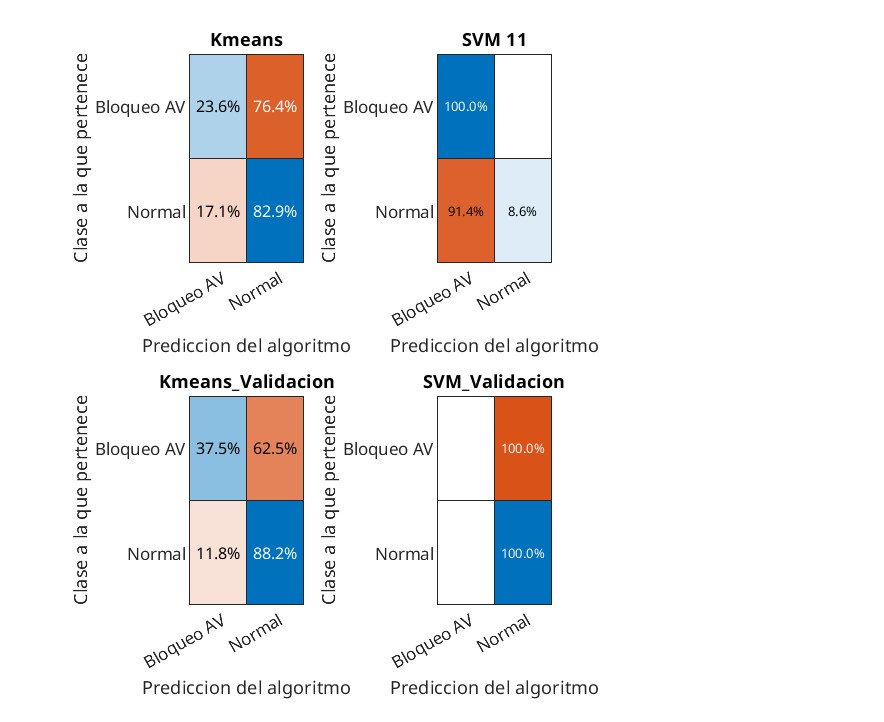 Kmeans
Clase a la que pertenece
Bloqueo AV
23.6% 76.4%
Normal
17.1% 82.9%
Bloqueo AV
Normal
Prediccion del algoritmo
SVM 11
Clase a la que pertenece
Bloqueo AV
100.0%
Normal
91.4% 8.6%
Bloqueo AV
Normal
Prediccion del algoritmo
Kmeans_Validacion
Clase a la que pertenece
Bloqueo AV
37.5% 62.5%
Normal
11.8% 88.2%
Bloqueo AV
Normal
Prediccion del algoritmo
SVM_Validacion
Clase a la que pertenece
Bloqueo AV
100.0%
Normal
100.0%
Bloqueo AV
Normal
Prediccion del algoritmo